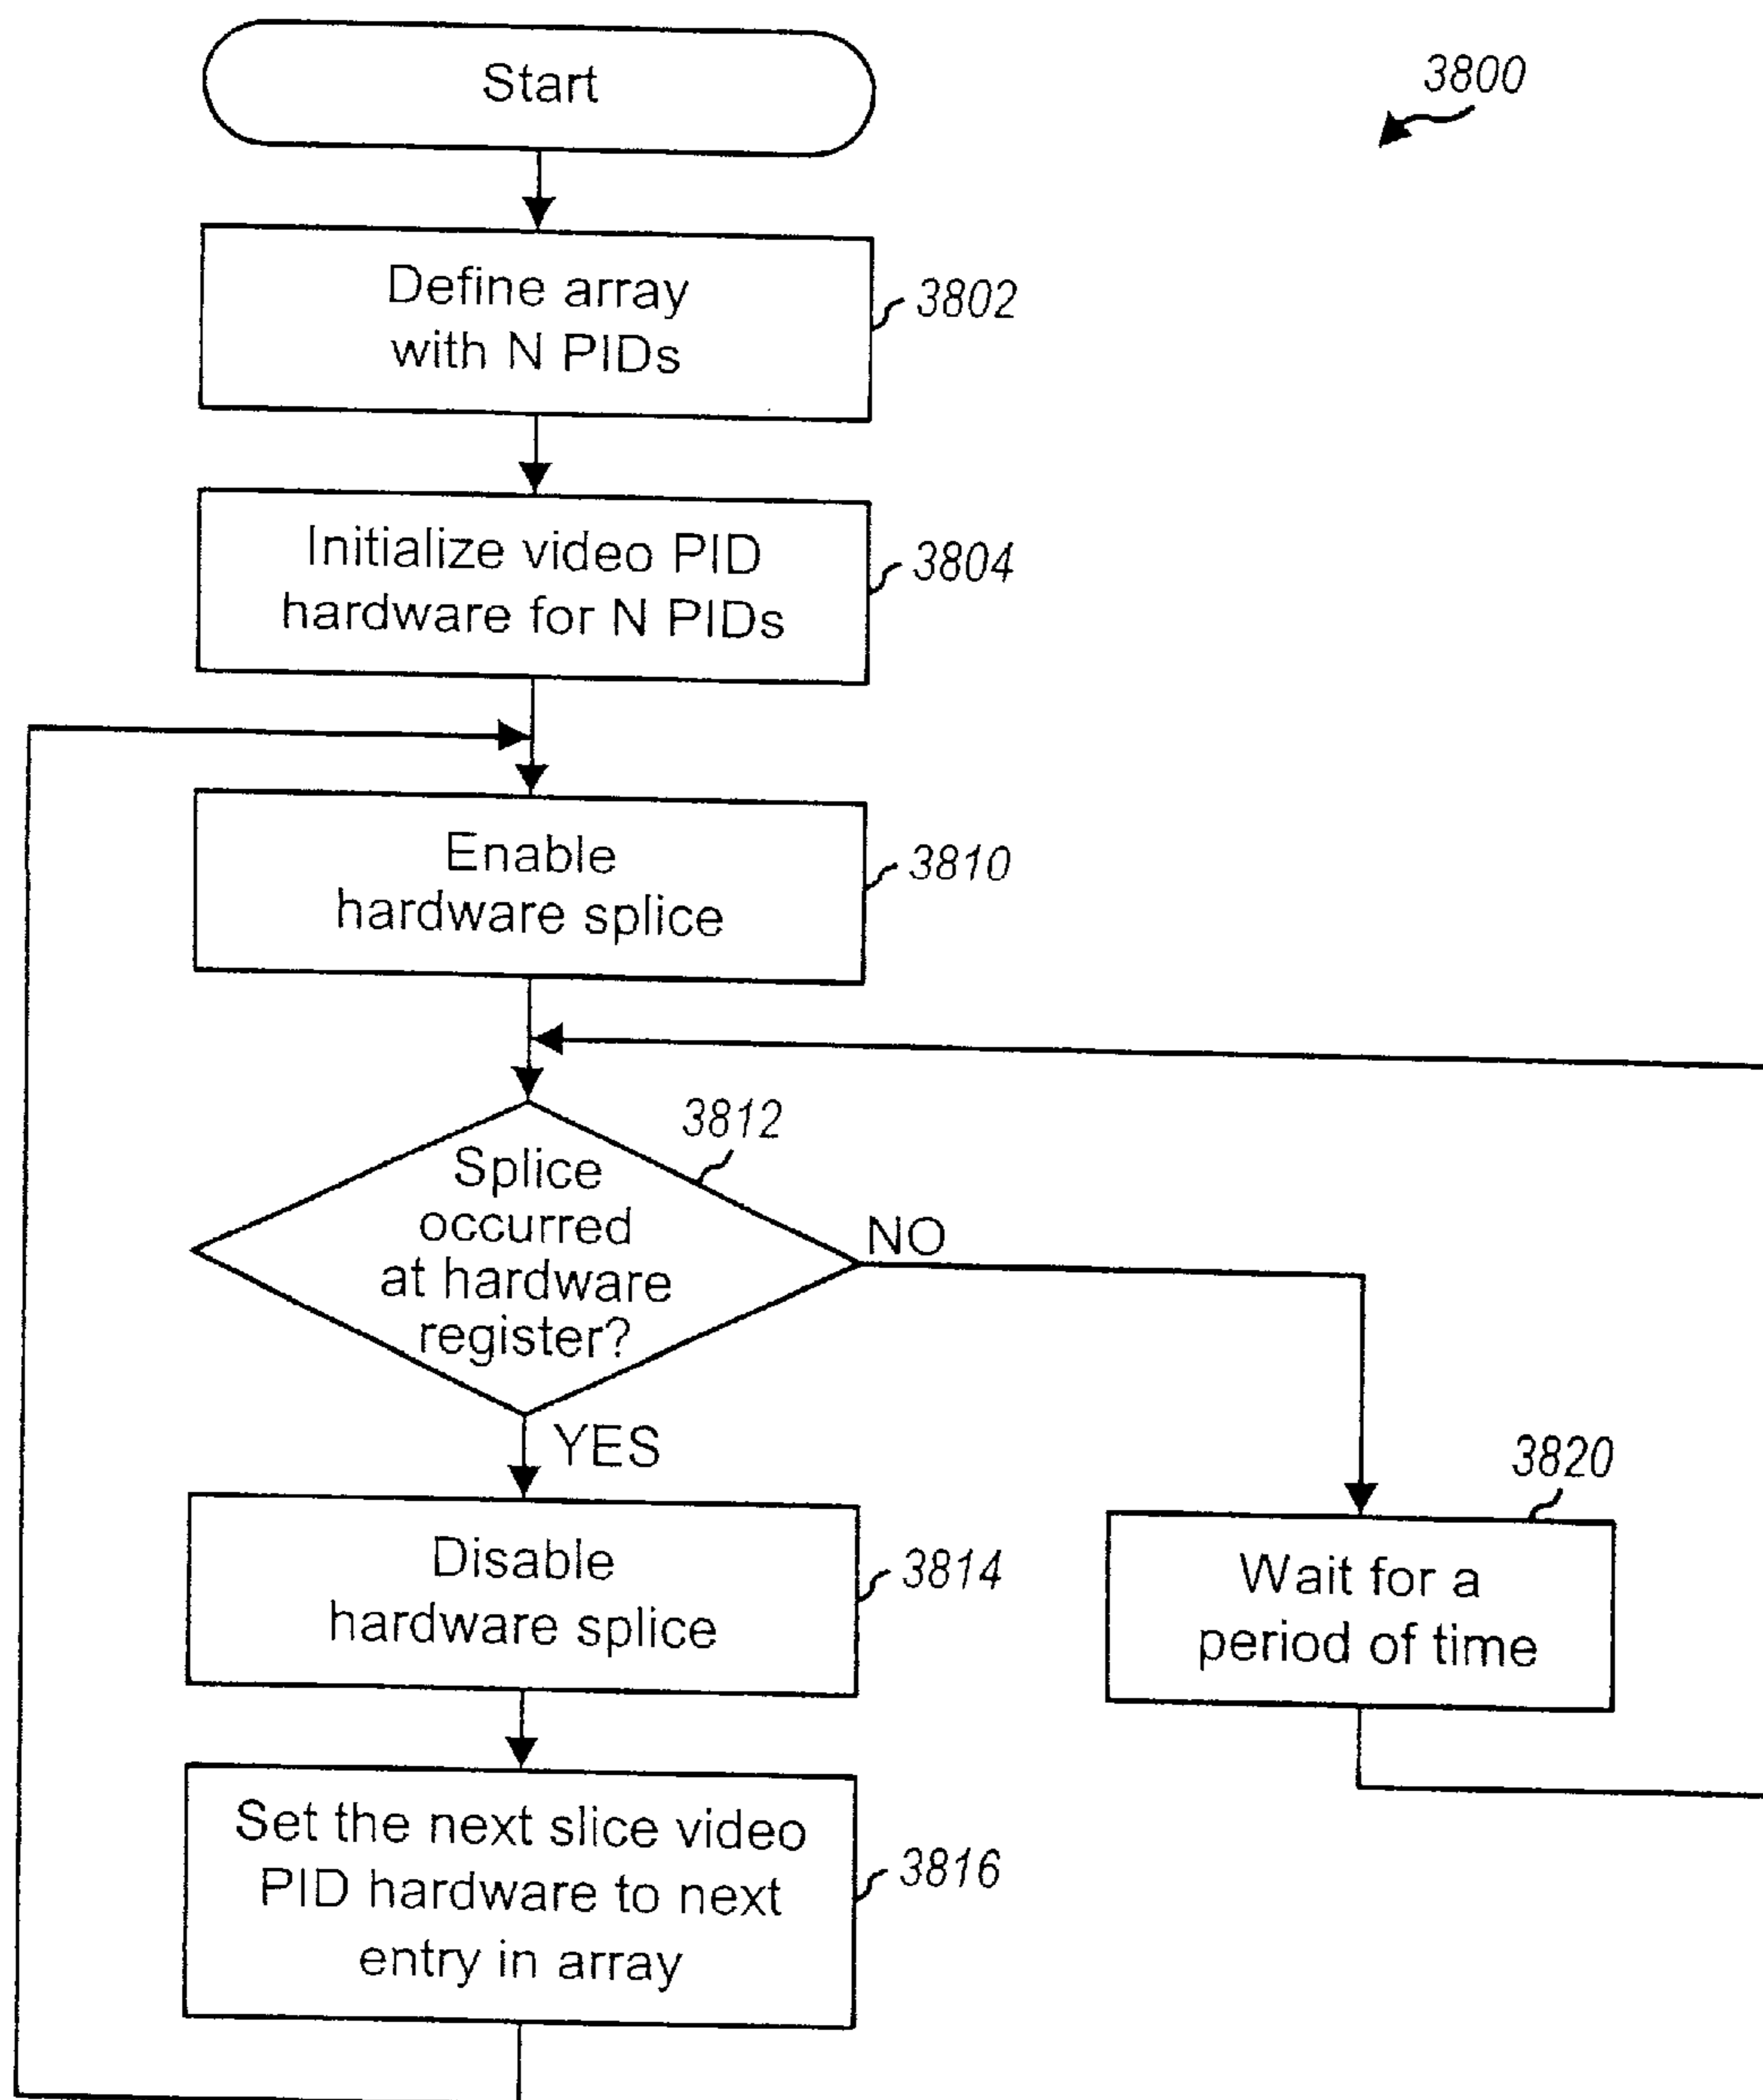 Start
3800
Define array
with N PIDs
3802
Initialize video PID
hardware for N PIDs
3804
Enable
hardware splice
3810
3812
Splice
occurred
at hardware
register?
NO
YES
3820
Disable
hardware splice
3814
Wait for a
period of time
Set the next slice video
PID hardware to next
entry in array
3816